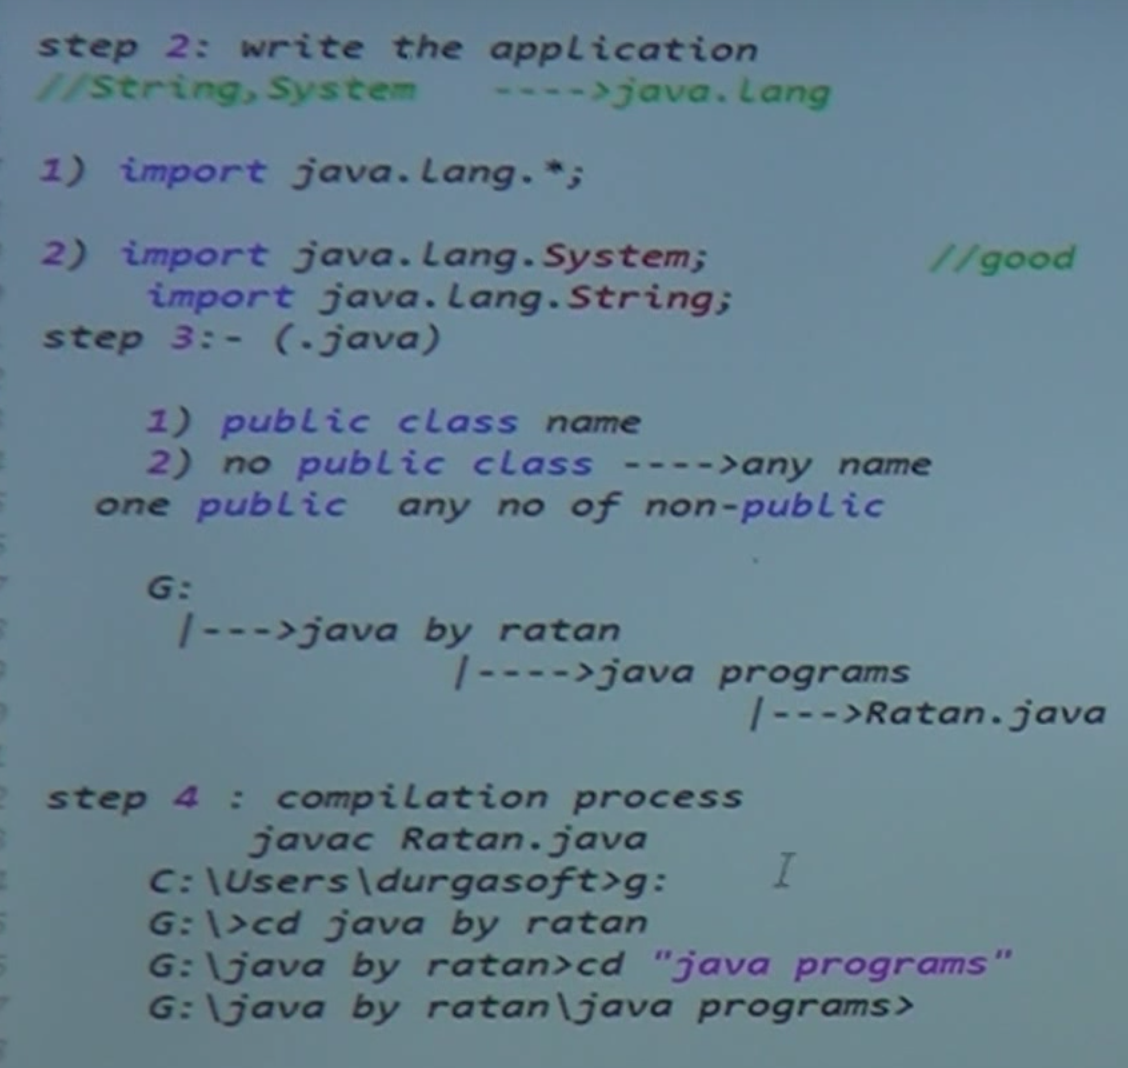 step 2: write the application
//String,System ---->java.lang
1) import java.lang.*;
2) import java.lang.System; //good
import java.lang.String;
step 3:- (.java)
1) public class name
2) no public class ---->any name
one public any no of non-public
G:
|--->java by ratan
|---->java programs
|--->Ratan.java
step 4 : compilation process
javac Ratan.java
C:\Users\durgasoft>g:
G:\>cd java by ratan
G:\java by ratan>cd "java programs"
G:\java by ratan\java programs>